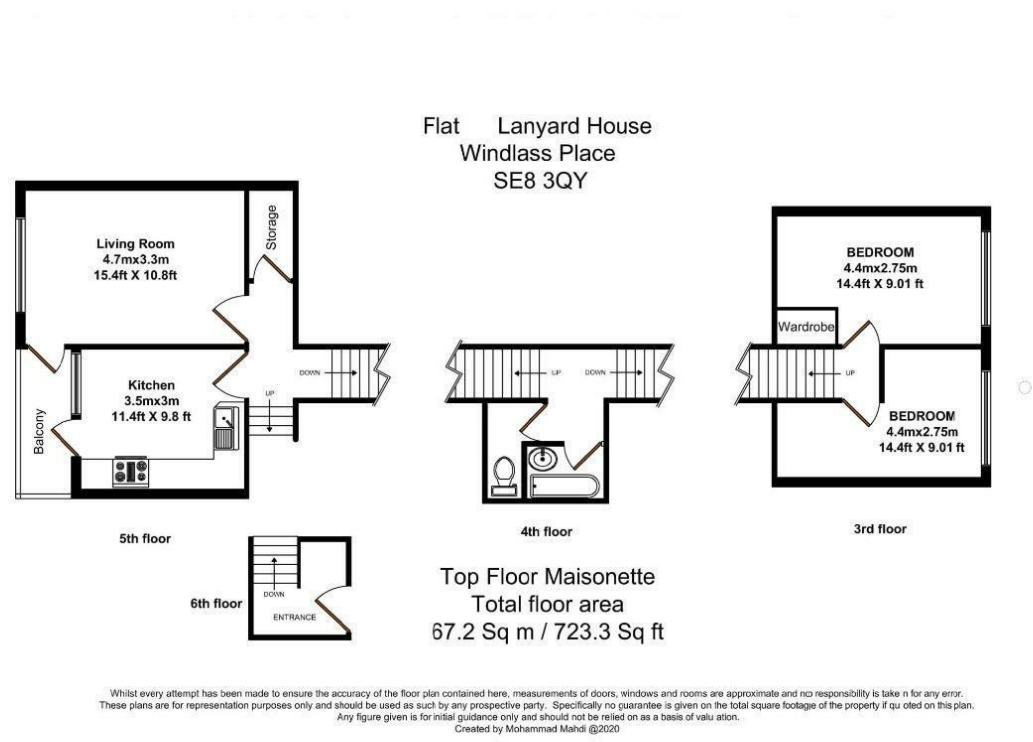 Flat Lanyard House
Windlass Place
SE8 3QY
Living Room
4.7mx3.3m
15.4ft X 10.8ft
Storage
Kitchen
3.5mx3m
11.4ft X 9.8 ft
Balcony
DOWN
UP
5th floor
UP
DOWN
4th floor
BEDROOM
4.4mx2.75m
14.4ft X 9.01 ft
Wardrobe
UP
BEDROOM
4.4mx2.75m
14.4ft X 9.01 ft
3rd floor
6th floor
DOWN
ENTRANCE
Top Floor Maisonette
Total floor area
67.2 Sq m / 723.3 Sq ft
Whilst every attempt has been made to ensure the accuracy of the floor plan contained here, measurements of doors, windows and rooms are approximate and no responsibility is take n for any error.
These plans are for representation purposes only and should be used as such by any prospective party. Specifically no guarantee is given on the total square footage of the property if qu oted on this plan.
Any figure given is for initial guidance only and should not be relied on as a basis of valu ation.
Created by Mohammad Mahdi @2020